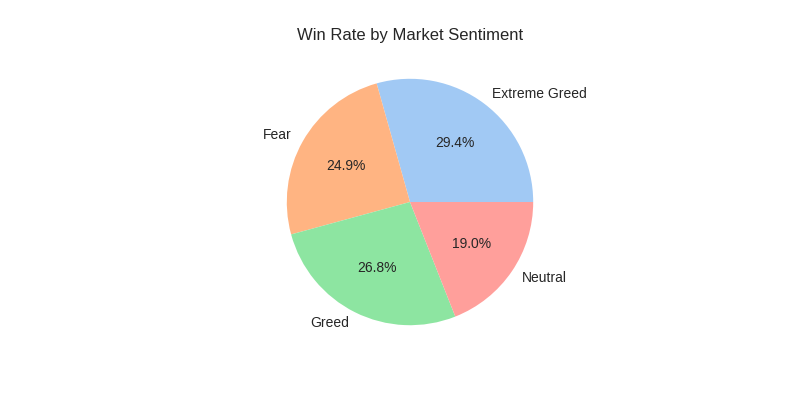 Win Rate by Market Sentiment
Extreme Greed
29.4%
Fear
24.9%
Greed
26.8%
Neutral
19.0%